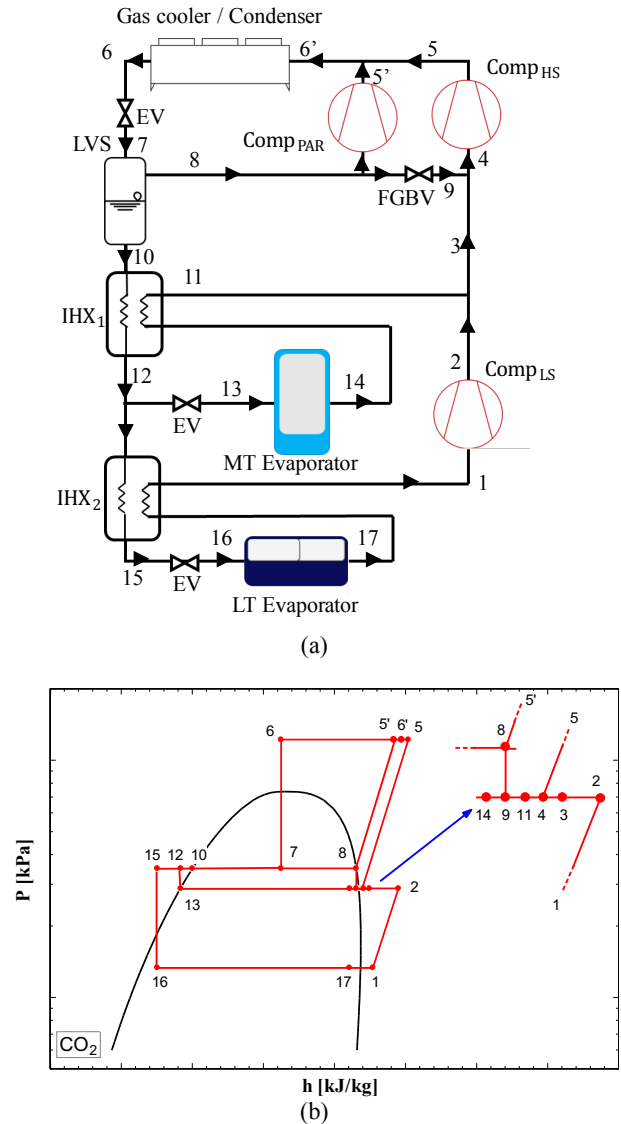 Gas cooler / Condenser
6
6'
5
Comp HS
5'
EV
Comp PAR
LVS
7
8
4
FGBV
9
10
3
11
IHX₁
12
2
Comp LS
13
14
EV
MT Evaporator
IHX₂
1
16
17
15
EV
LT Evaporator
(a)
P [kPa]
6
5'
6'
5
5'
8
5
2
15
12
10
7
8
14
9
11
4
3
13
2
1
16
17
1
CO₂
h [kJ/kg]
(b)